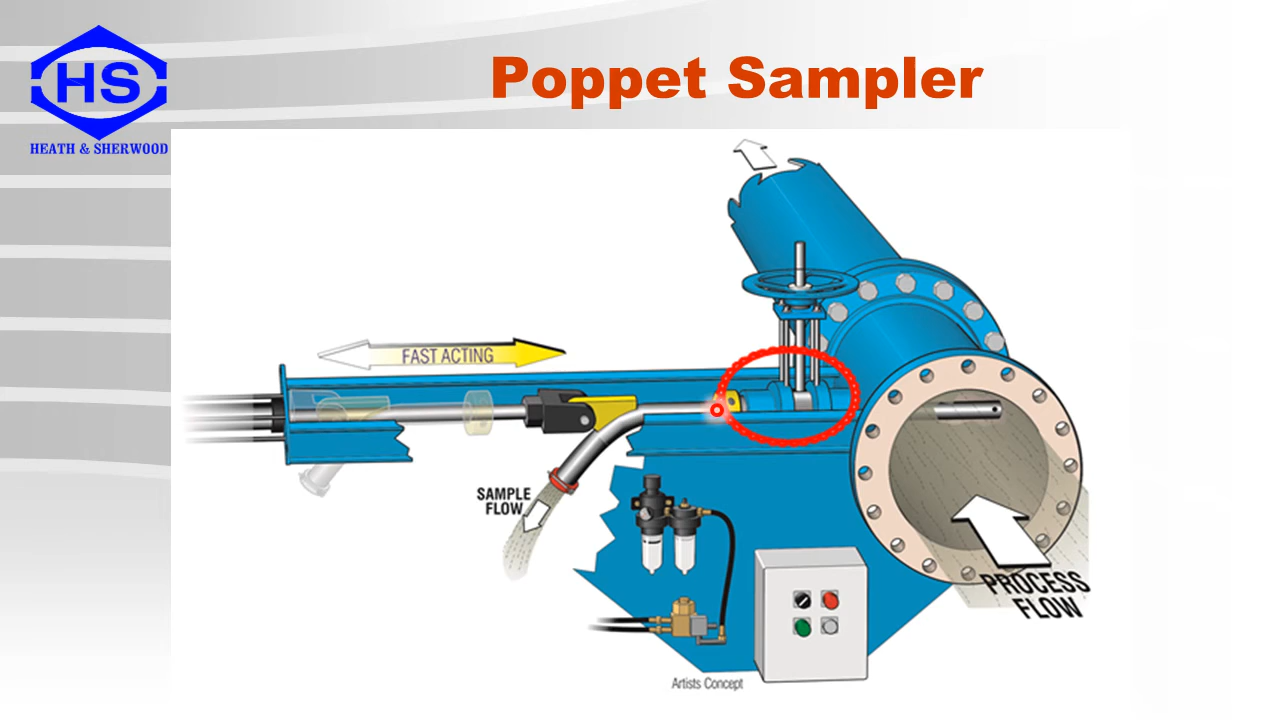 HS
HEATH & SHERWOOD
Poppet Sampler
FAST ACTING
SAMPLE
FLOW
PROCESS
FLOW
Artists Concept